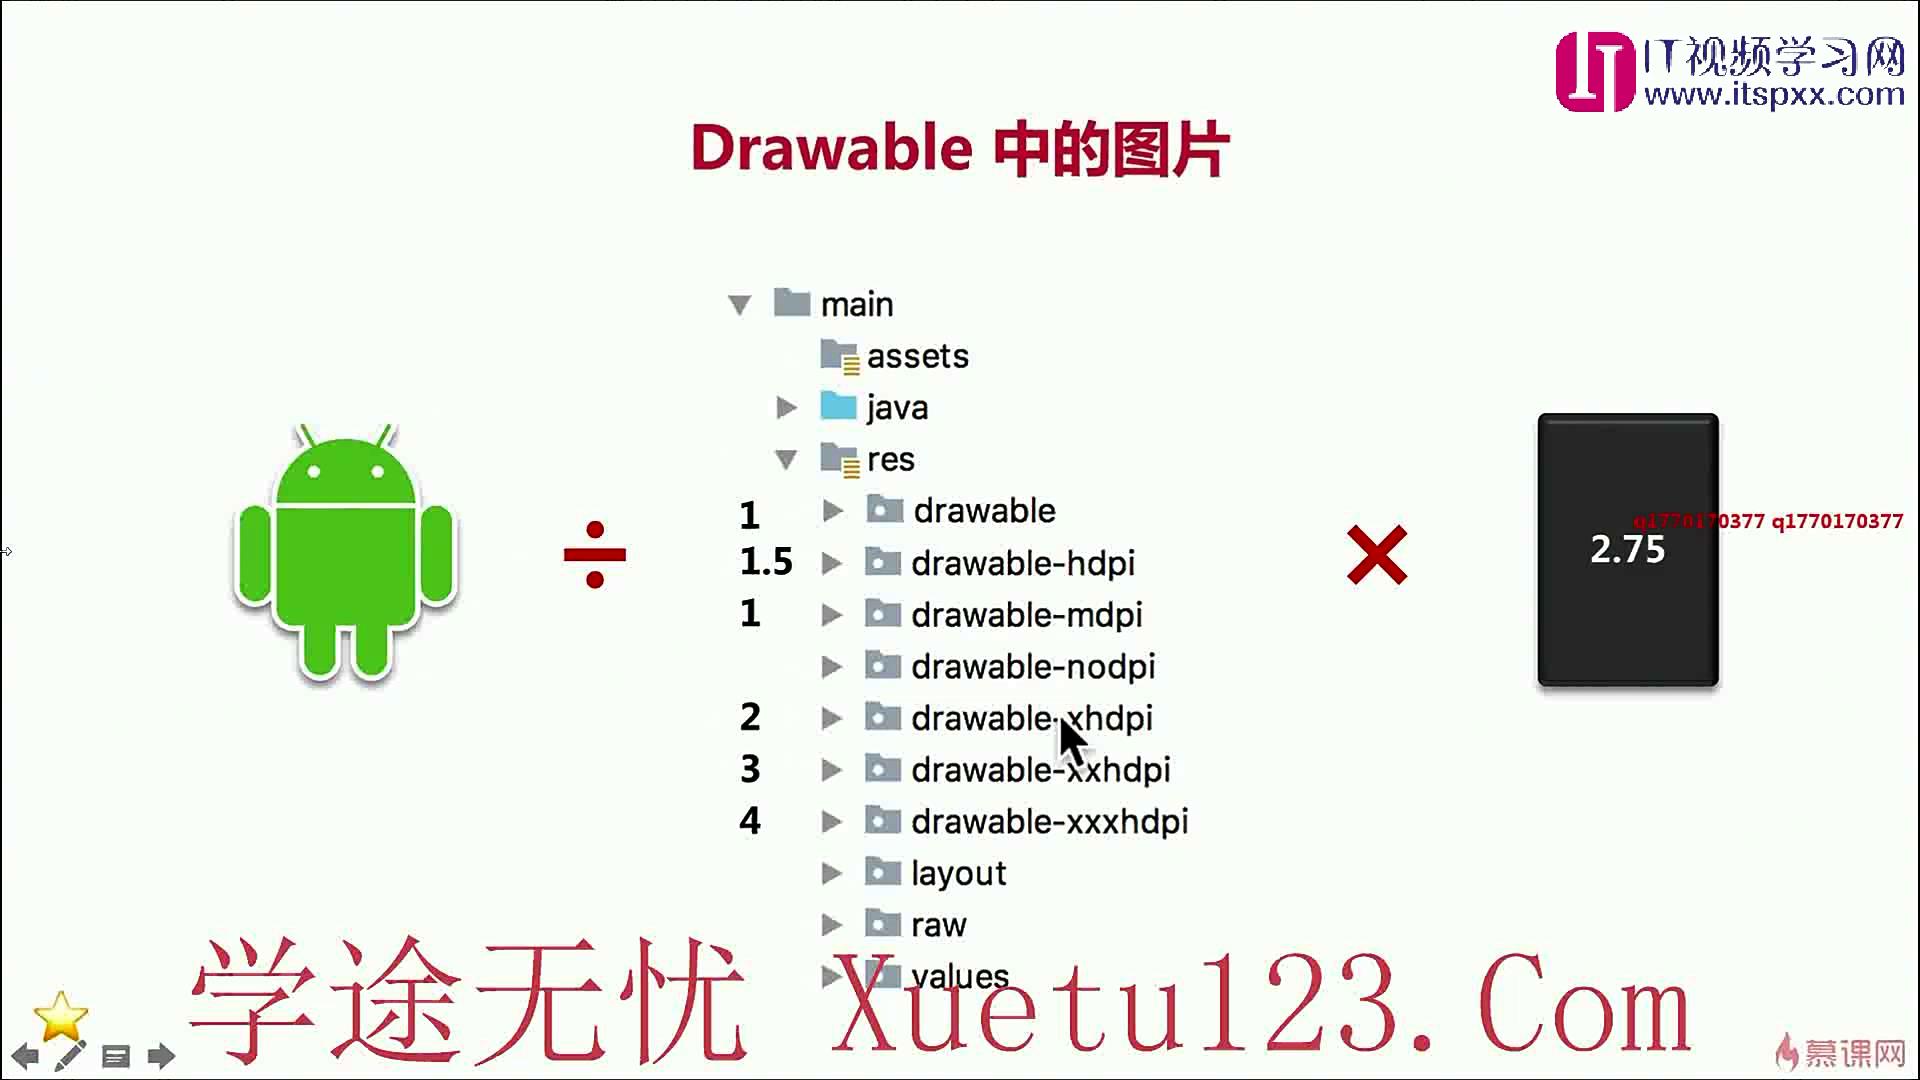 IT视频学习网
www.itspxx.com
Drawable 中的图片
main
assets
java
res
1 drawable
1.5 drawable-hdpi
1 drawable-mdpi
drawable-nodpi
2 drawable-xhdpi
3 drawable-xxhdpi
4 drawable-xxxhdpi
layout
raw
values
÷
×
q1770170377 q1770170377
2.75
学途无忧 Xuetu123.Com
慕课网